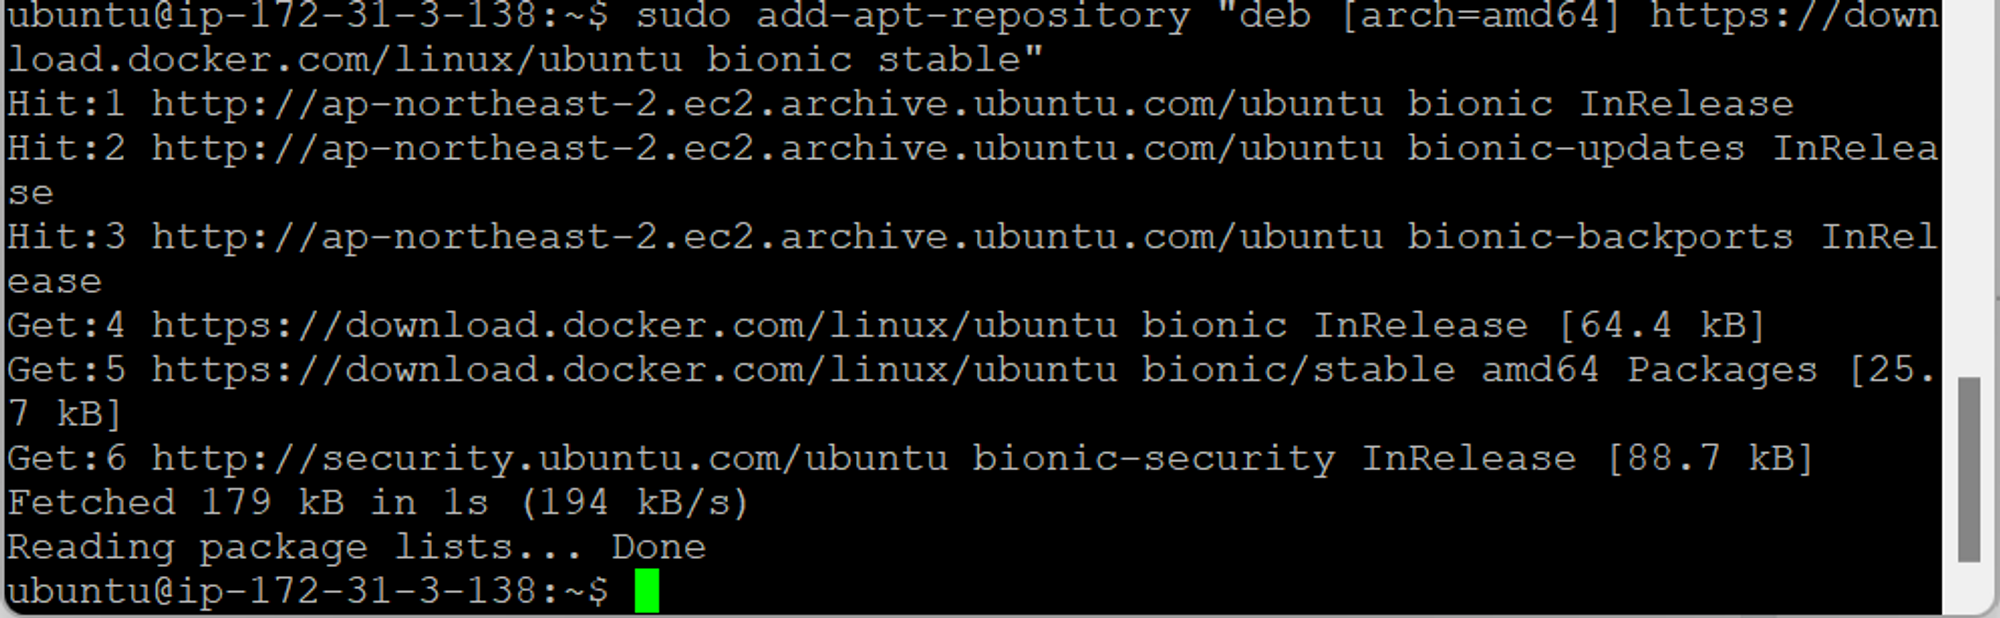 ubuntu@ip-172-31-3-138:~$ sudo add-apt-repository "deb [arch=amd64] https://down
load.docker.com/linux/ubuntu bionic stable"
Hit:1 http://ap-northeast-2.ec2.archive.ubuntu.com/ubuntu bionic InRelease
Hit:2 http://ap-northeast-2.ec2.archive.ubuntu.com/ubuntu bionic-updates InRelea
se
Hit:3 http://ap-northeast-2.ec2.archive.ubuntu.com/ubuntu bionic-backports InRel
ease
Get:4 https://download.docker.com/linux/ubuntu bionic InRelease [64.4 kB]
Get:5 https://download.docker.com/linux/ubuntu bionic/stable amd64 Packages [25.
7 kB]
Get:6 http://security.ubuntu.com/ubuntu bionic-security InRelease [88.7 kB]
Fetched 179 kB in 1s (194 kB/s)
Reading package lists... Done
ubuntu@ip-172-31-3-138:~$